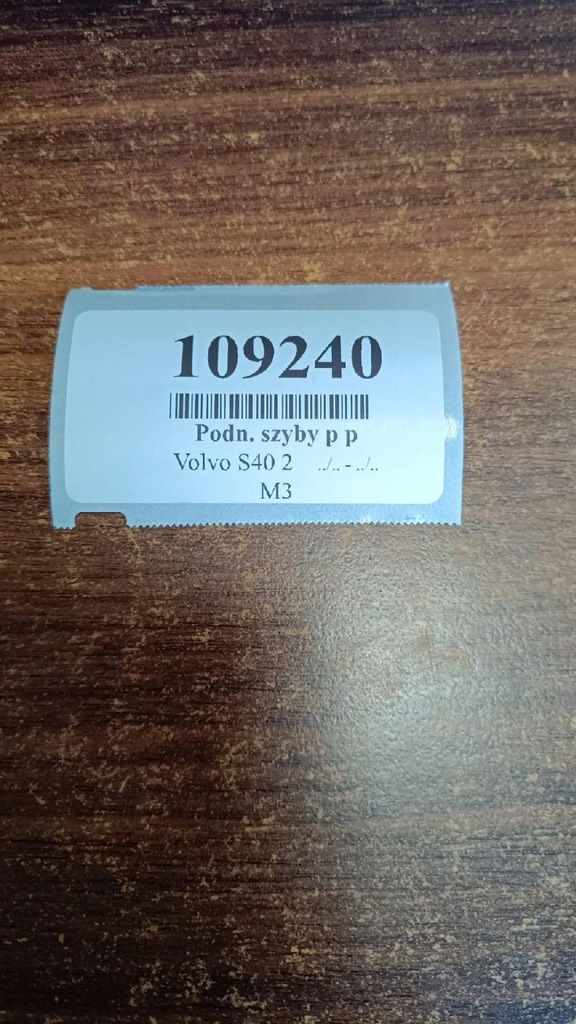 109240
Podn. szyby p p
Volvo S40 2 ../.. - ../..
M3